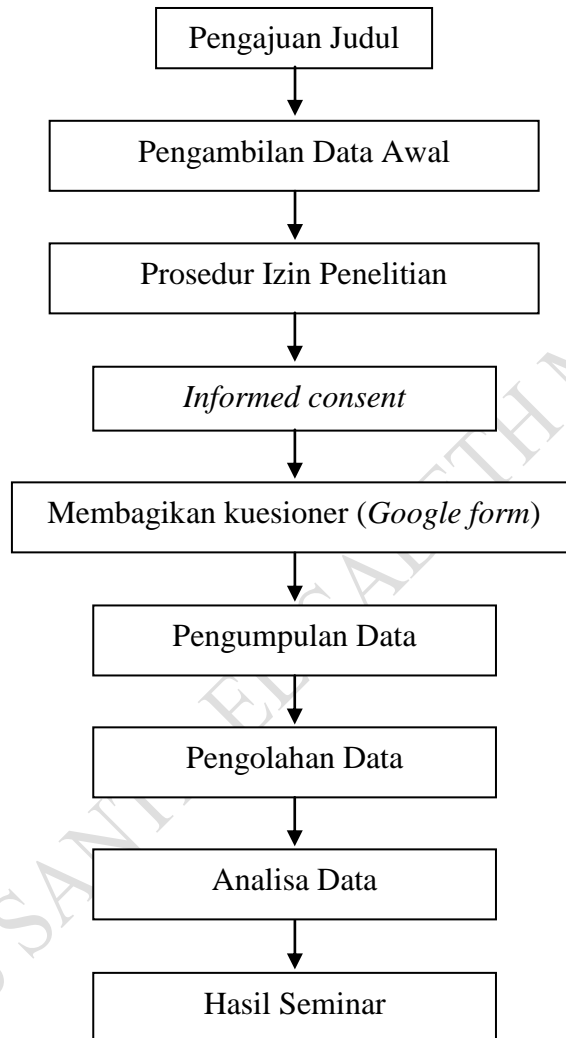 Pengajuan Judul
Pengambilan Data Awal
Prosedur Izin Penelitian
Informed consent
Membagikan kuesioner (Google form)
Pengumpulan Data
Pengolahan Data
Analisa Data
Hasil Seminar